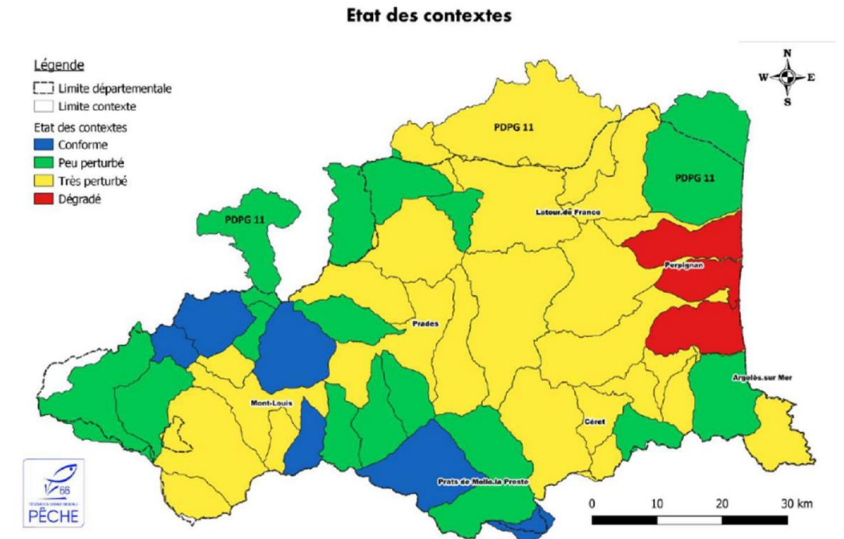 Etat des contextes
Légende
Limite départementale
Limite contexte
Etat des contextes
Conforme
Peu perturbé
Très perturbé
Dégradé
N
W E
S
PDPG 11
PDPG 11
PDPG 11
Latour.de France
Perpignan
Prades
Argelès.sur Mer
Mont-Louis
Céret
Prats de Mollo.la Preste
66
PÊCHE
0 10 20 30 km